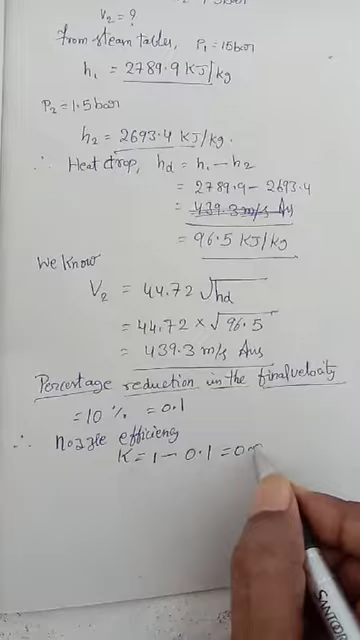 V₂ = ?
From steam tables, P₁ = 15 bar
h₁ = 2789.9 KJ/kg
P₂ = 1.5 bar
h₂ = 2693.4 KJ/kg.
∴ Heat drop, hd = h₁ - h₂
= 2789.9 - 2693.4
= 439.3 m/s Ans
= 96.5 KJ/kg
We know
V₂ = 44.72 √hd
= 44.72 × √96.5
= 439.3 m/s Ans
Percentage reduction in the final velocity
= 10 % = 0.1
∴ Nozzle efficiency
K = 1 - 0.1 = 0